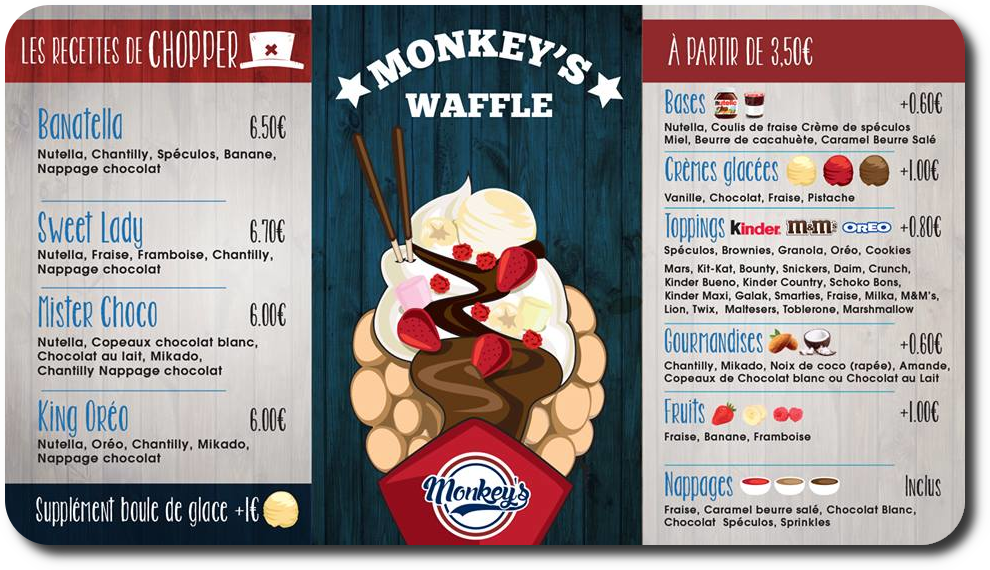 LES RECETTES DE CHOPPER
Banatella 6.50€
Nutella, Chantilly, Spéculos, Banane,
Nappage chocolat
Sweet Lady 6.70€
Nutella, Fraise, Framboise, Chantilly,
Nappage chocolat
Mister Choco 6.00€
Nutella, Copeaux chocolat blanc,
Chocolat au lait, Mikado,
Chantilly Nappage chocolat
King Oréo 6.00€
Nutella, Oréo, Chantilly, Mikado,
Nappage chocolat
Supplément boule de glace +1€
MONKEY'S
WAFFLE
Monkey's
À PARTIR DE 3,50€
Bases nutella +0.60€
Nutella, Coulis de fraise Crème de spéculos
Miel, Beurre de cacahuète, Caramel Beurre Salé
Crèmes glacées +1.00€
Vanille, Chocolat, Fraise, Pistache
Toppings Kinder m&m's OREO +0.80€
Spéculos, Brownies, Granola, Oréo, Cookies
Mars, Kit-Kat, Bounty, Snickers, Daim, Crunch,
Kinder Bueno, Kinder Country, Schoko Bons,
Kinder Maxi, Galak, Smarties, Fraise, Milka, M&M's,
Lion, Twix, Maltesers, Toblerone, Marshmallow
Gourmandises +0.60€
Chantilly, Mikado, Noix de coco (rapée), Amande,
Copeaux de Chocolat blanc ou Chocolat au Lait
Fruits +1.00€
Fraise, Banane, Framboise
Nappages Inclus
Fraise, Caramel beurre salé, Chocolat Blanc,
Chocolat Spéculos, Sprinkles